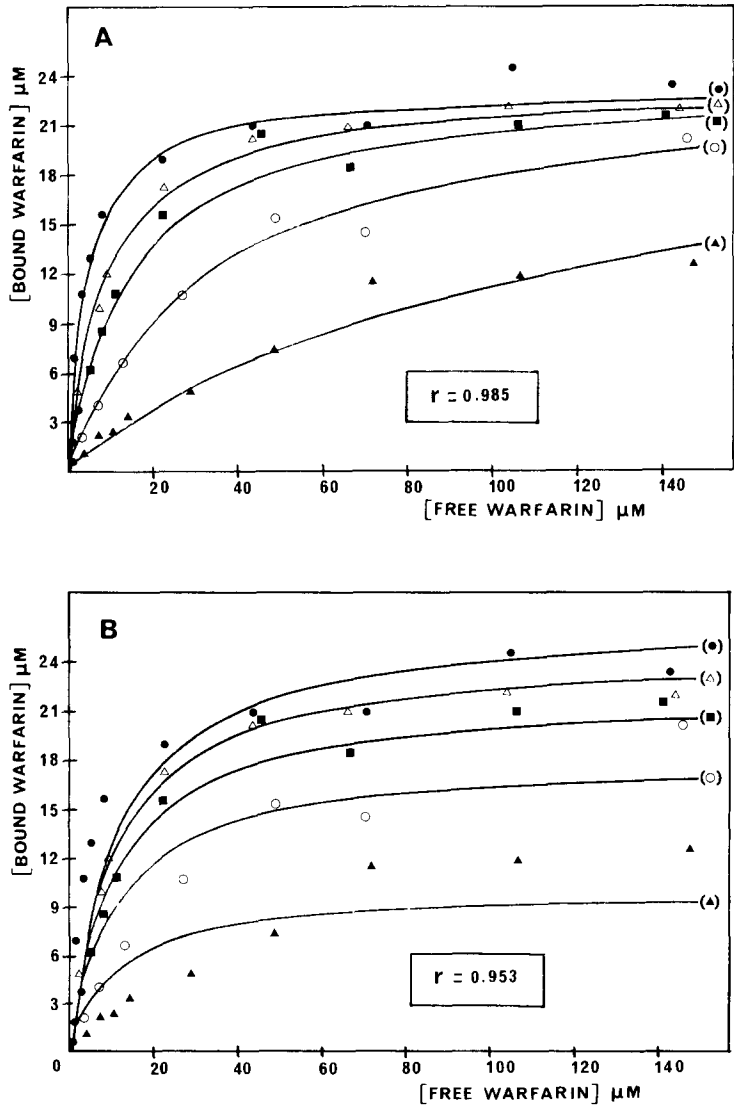 A
[BOUND WARFARIN] μM
24
21
18
15
12
9
6
3
(●)
(△)
(■)
(○)
(▲)
r = 0.985
20 40 60 80 100 120 140
[FREE WARFARIN] μM
B
[BOUND WARFARIN] μM
24
21
18
15
12
9
6
3
(●)
(△)
(■)
(○)
(▲)
r = 0.953
0 20 40 60 80 100 120 140
[FREE WARFARIN] μM